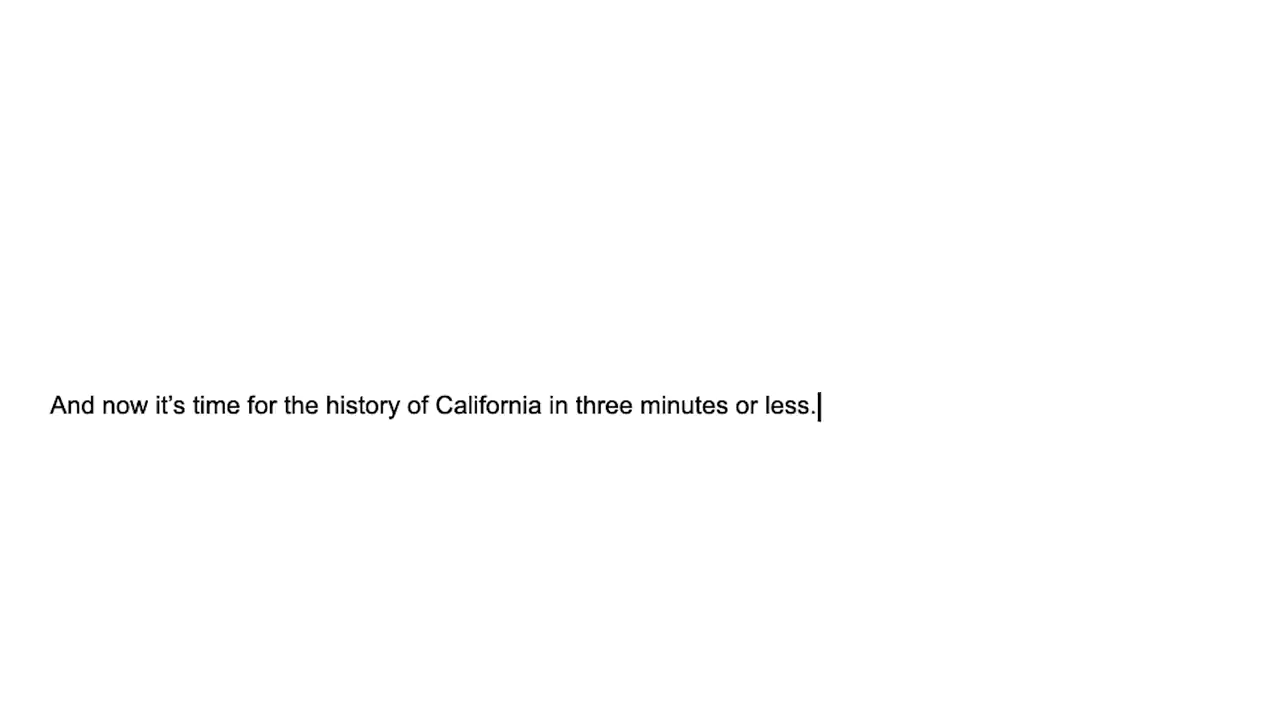 And now it’s time for the history of California in three minutes or less.